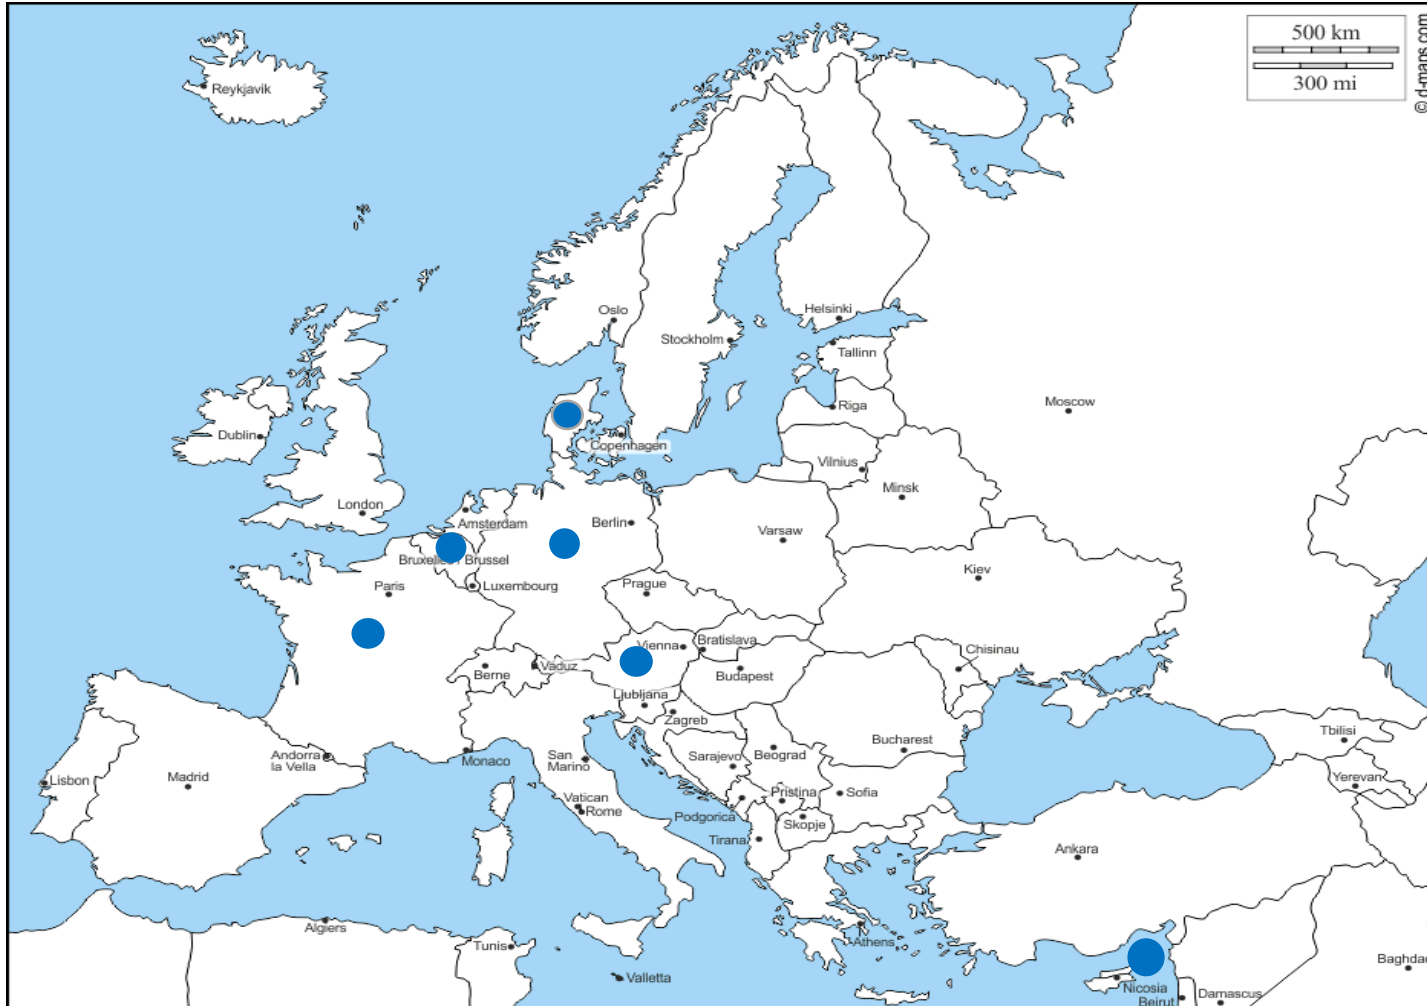 500 km
300 mi
© d-maps.com
Reykjavik
Oslo
Helsinki
Stockholm
Tallinn
Riga
Moscow
Dublin
Copenhagen
Vilnius
Minsk
London
Amsterdam
Berlin
Varsaw
Bruxelles / Brussel
Kiev
Paris
Luxembourg
Prague
Vienna
Bratislava
Chisinau
Berne
Vaduz
Budapest
Ljubljana
Zagreb
Tbilisi
Bucharest
Andorra
la Vella
Monaco
San
Marino
Sarajevo
Beograd
Lisbon
Madrid
Yerevan
Vatican
Rome
Pristina
Sofia
Podgorica
Skopje
Tirana
Ankara
Algiers
Tunis
Athens
Valletta
Baghdad
Nicosia
Beirut
Damascus